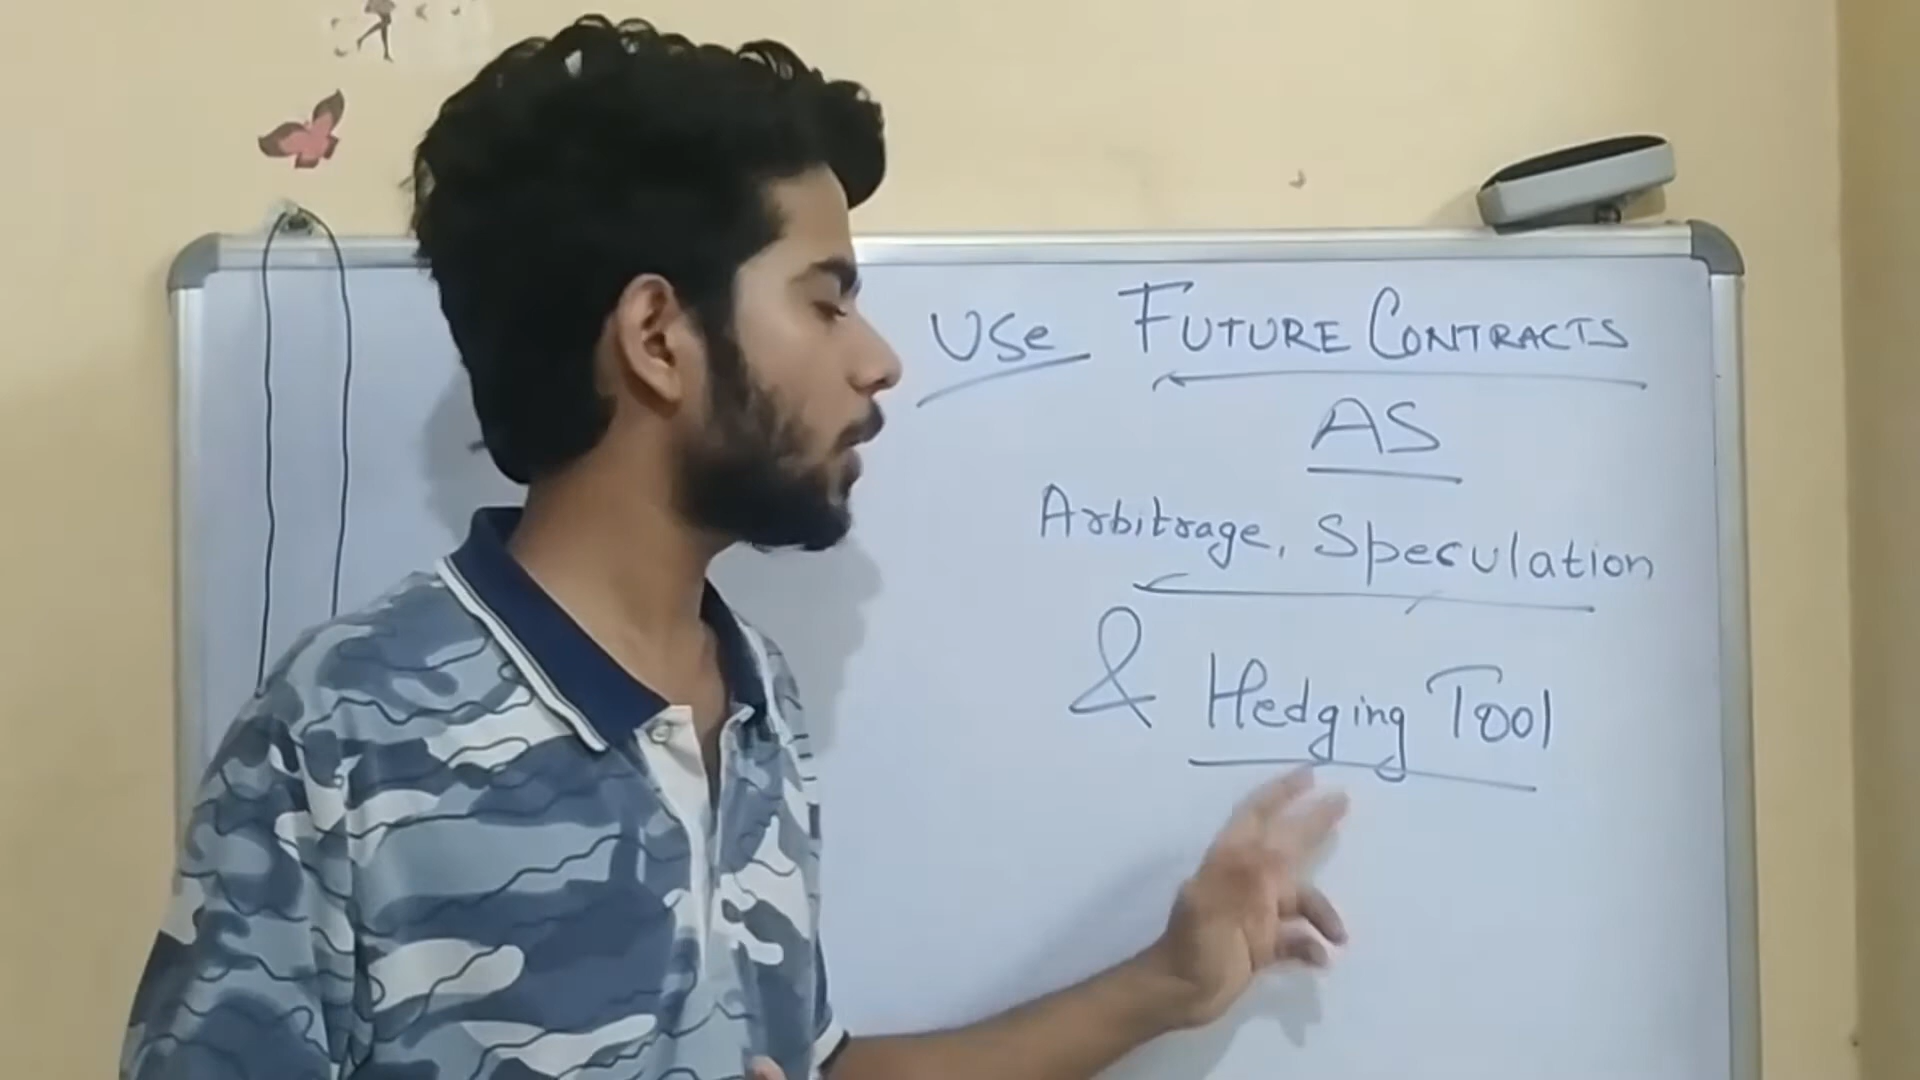 USe FUTURE CONTRACTS
AS
Arbitrage, Speculation
& Hedging Tool